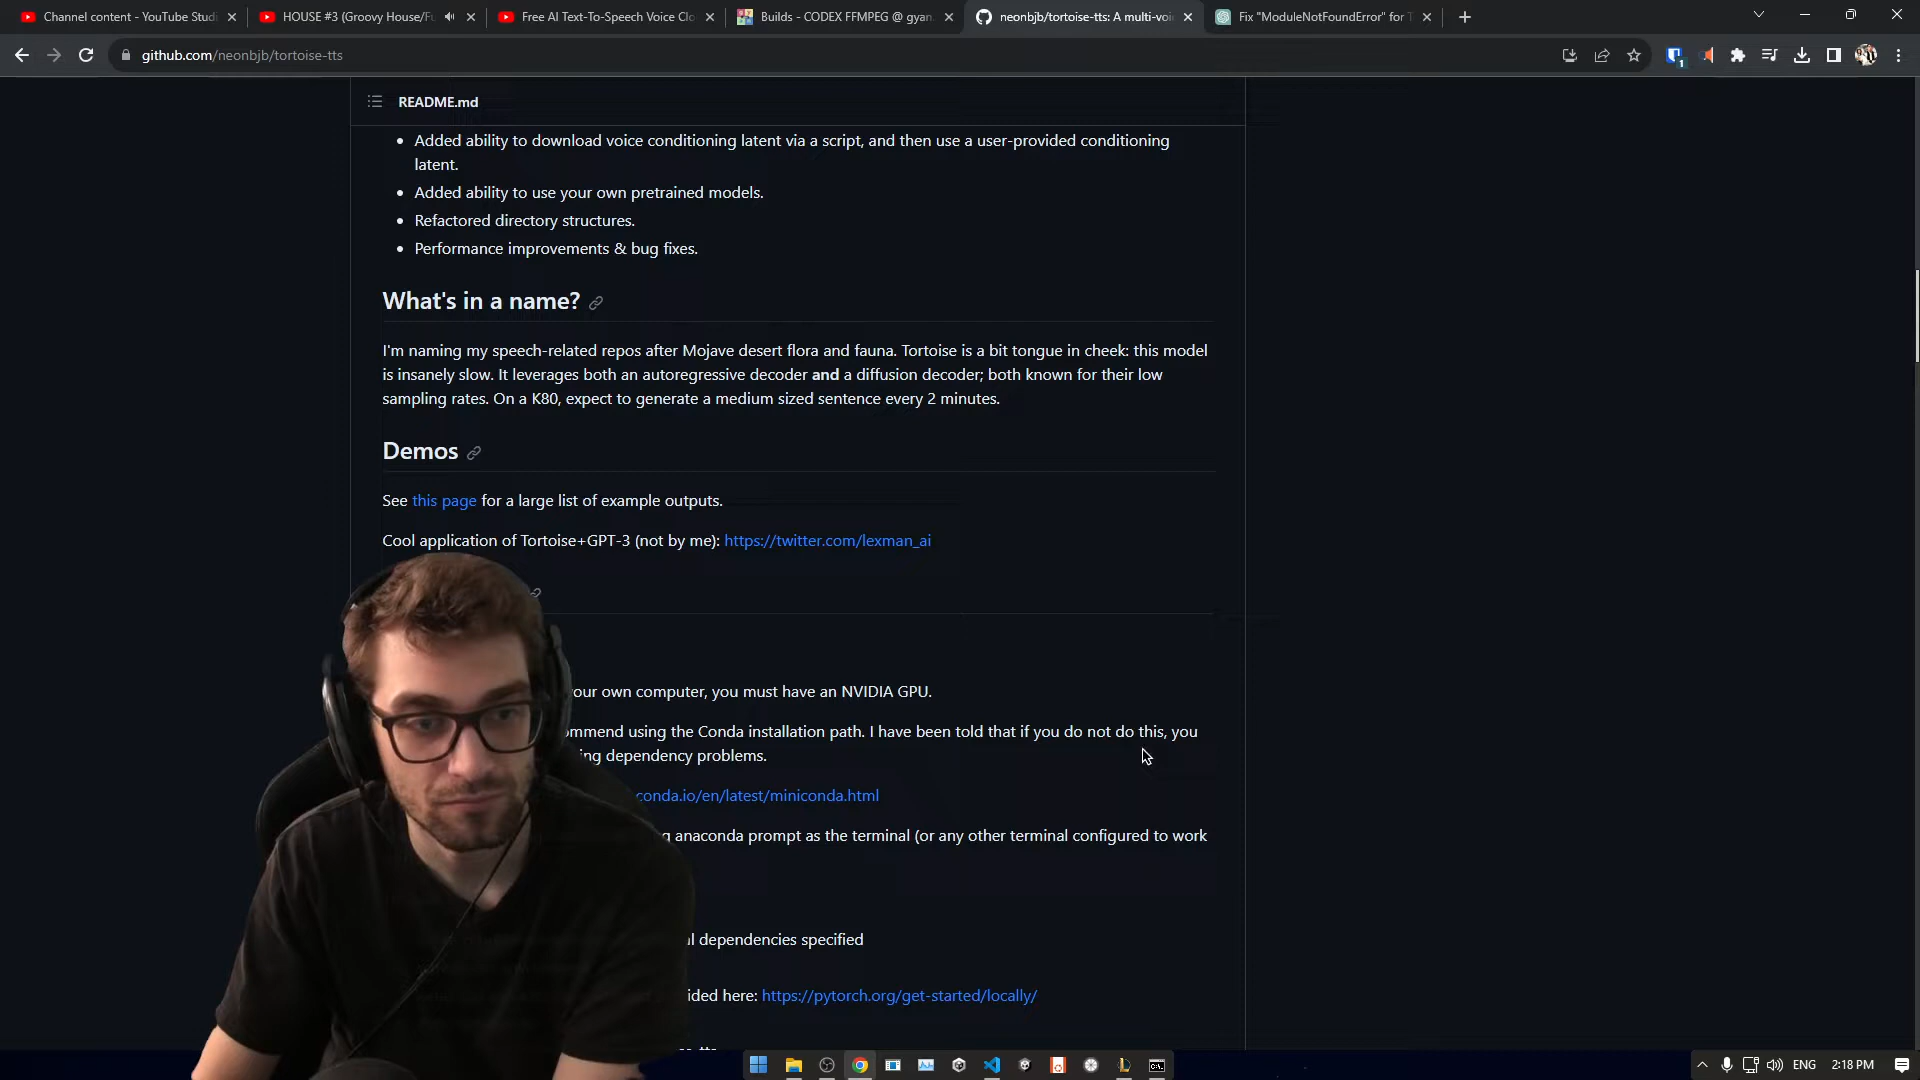 Channel content - YouTube Studi
HOUSE #3 (Groovy House/Fu
Free AI Text-To-Speech Voice Clo
Builds - CODEX FFMPEG @ gyan.
neonbjb/tortoise-tts: A multi-voi
Fix "ModuleNotFoundError" for T
github.com/neonbjb/tortoise-tts
1
README.md
Added ability to download voice conditioning latent via a script, and then use a user-provided conditioning
latent.
Added ability to use your own pretrained models.
Refactored directory structures.
Performance improvements & bug fixes.
What's in a name?
I'm naming my speech-related repos after Mojave desert flora and fauna. Tortoise is a bit tongue in cheek: this model
is insanely slow. It leverages both an autoregressive decoder and a diffusion decoder; both known for their low
sampling rates. On a K80, expect to generate a medium sized sentence every 2 minutes.
Demos
See this page for a large list of example outputs.
Cool application of Tortoise+GPT-3 (not by me): https://twitter.com/lexman_ai
our own computer, you must have an NVIDIA GPU.
ommend using the Conda installation path. I have been told that if you do not do this, you
ing dependency problems.
conda.io/en/latest/miniconda.html
g anaconda prompt as the terminal (or any other terminal configured to work
l dependencies specified
ided here: https://pytorch.org/get-started/locally/
ENG
2:18 PM